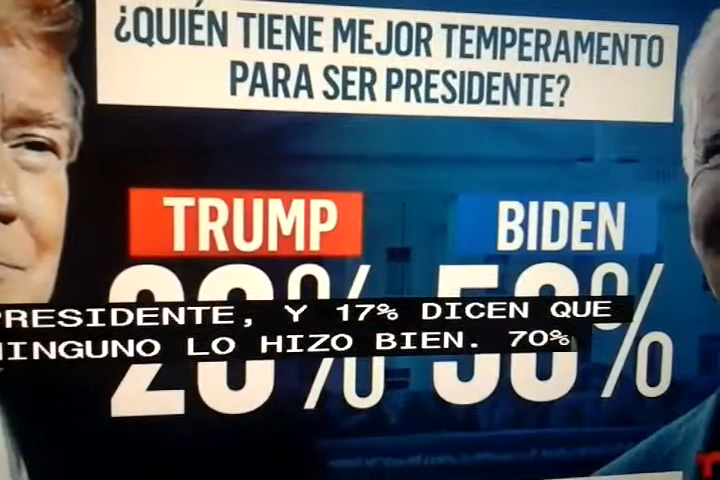 ¿QUIÉN TIENE MEJOR TEMPERAMENTO
PARA SER PRESIDENTE?
TRUMP BIDEN
PRESIDENTE, Y 17% DICEN QUE
NINGUNO LO HIZO BIEN. 70%